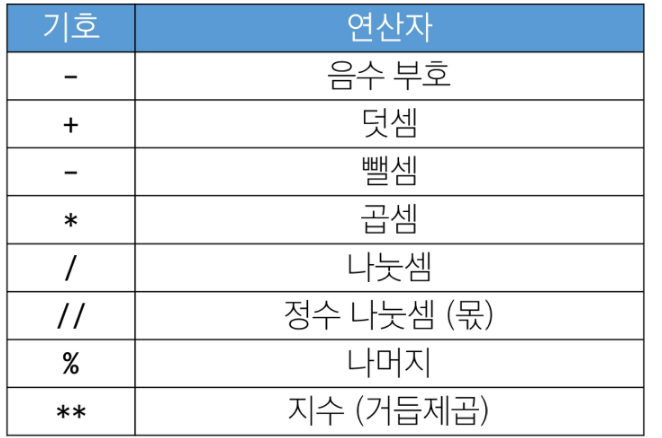 기호 연산자
- 음수 부호
+ 덧셈
- 뺄셈
* 곱셈
/ 나눗셈
// 정수 나눗셈 (몫)
% 나머지
** 지수 (거듭제곱)